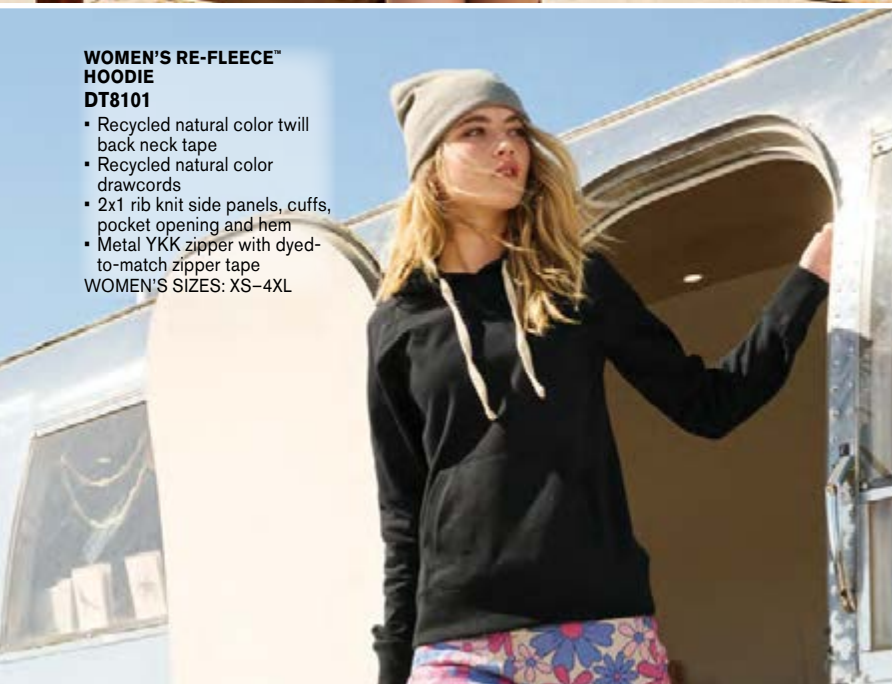 WOMEN'S RE-FLEECE™
HOODIE
DT8101
▪ Recycled natural color twill
back neck tape
▪ Recycled natural color
drawcords
▪ 2x1 rib knit side panels, cuffs,
pocket opening and hem
▪ Metal YKK zipper with dyed-
to-match zipper tape
WOMEN'S SIZES: XS–4XL